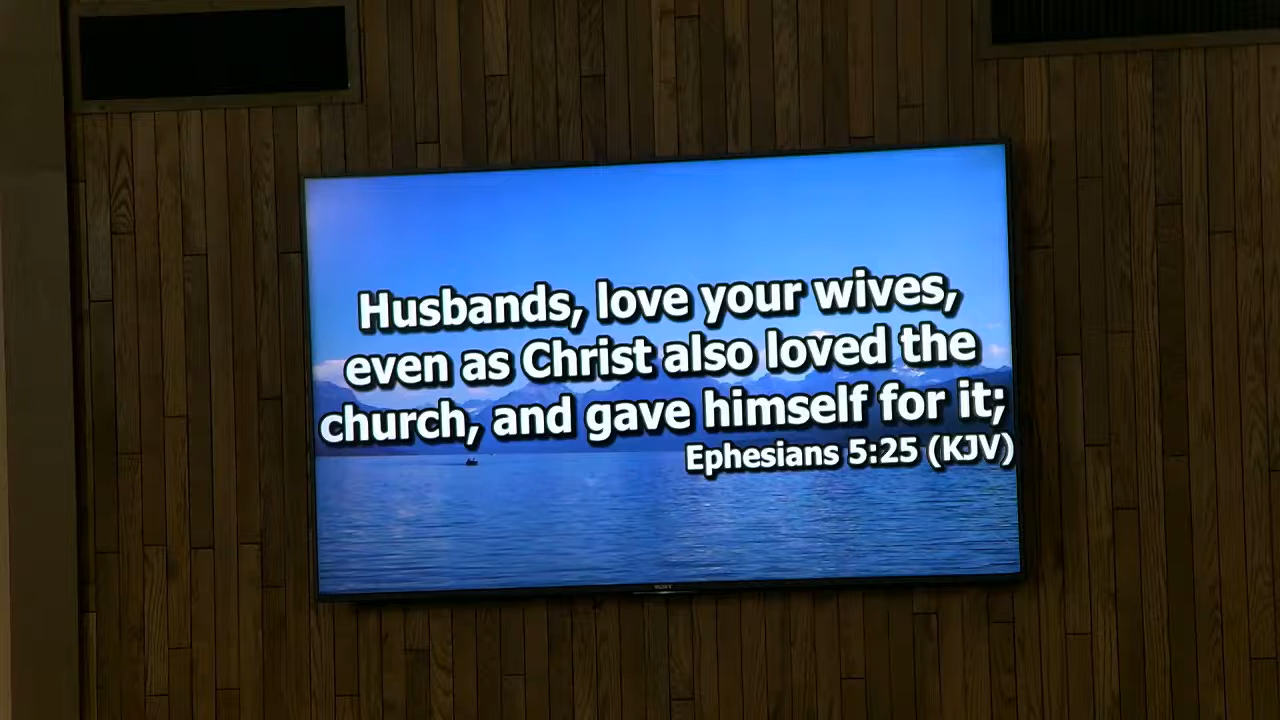 Husbands, love your wives,
even as Christ also loved the
church, and gave himself for it;
Ephesians 5:25 (KJV)
SONY